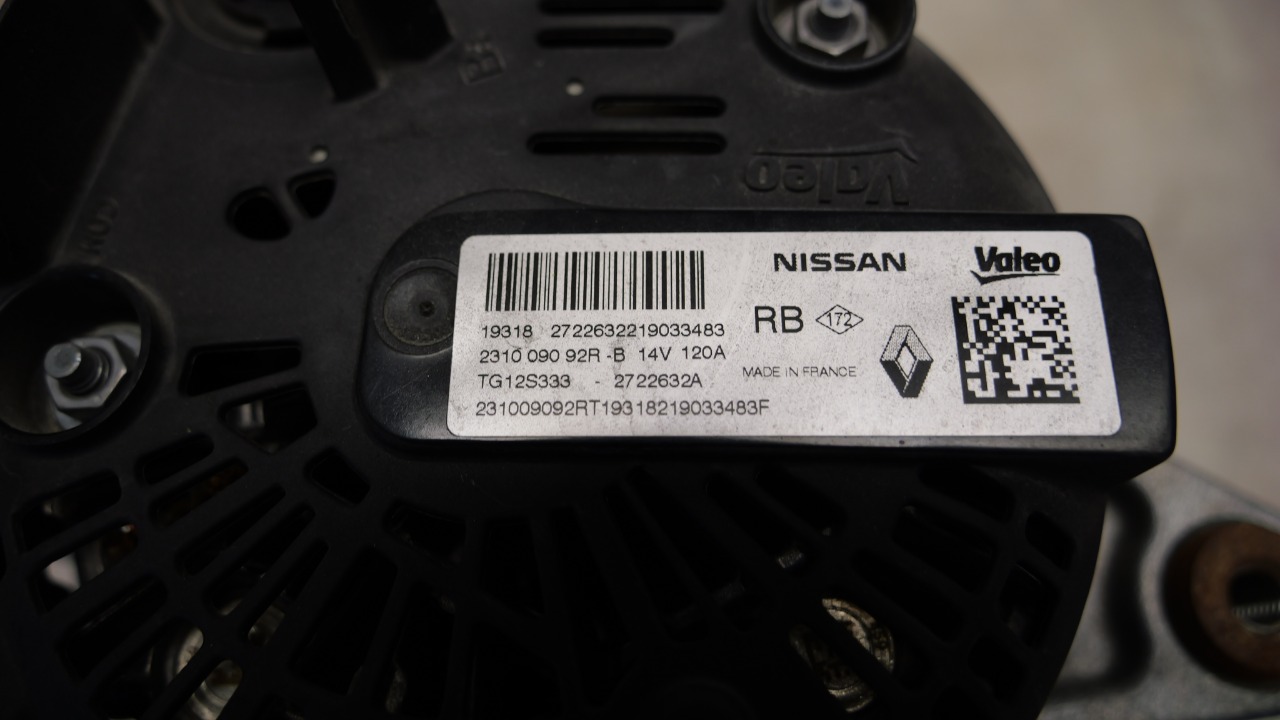 Valeo
NISSAN
Valeo
19318 2722632219033483
2310 090 92R -B 14V 120A
TG12S333 - 2722632A
231009092RT19318219033483F
RB 172
MADE IN FRANCE